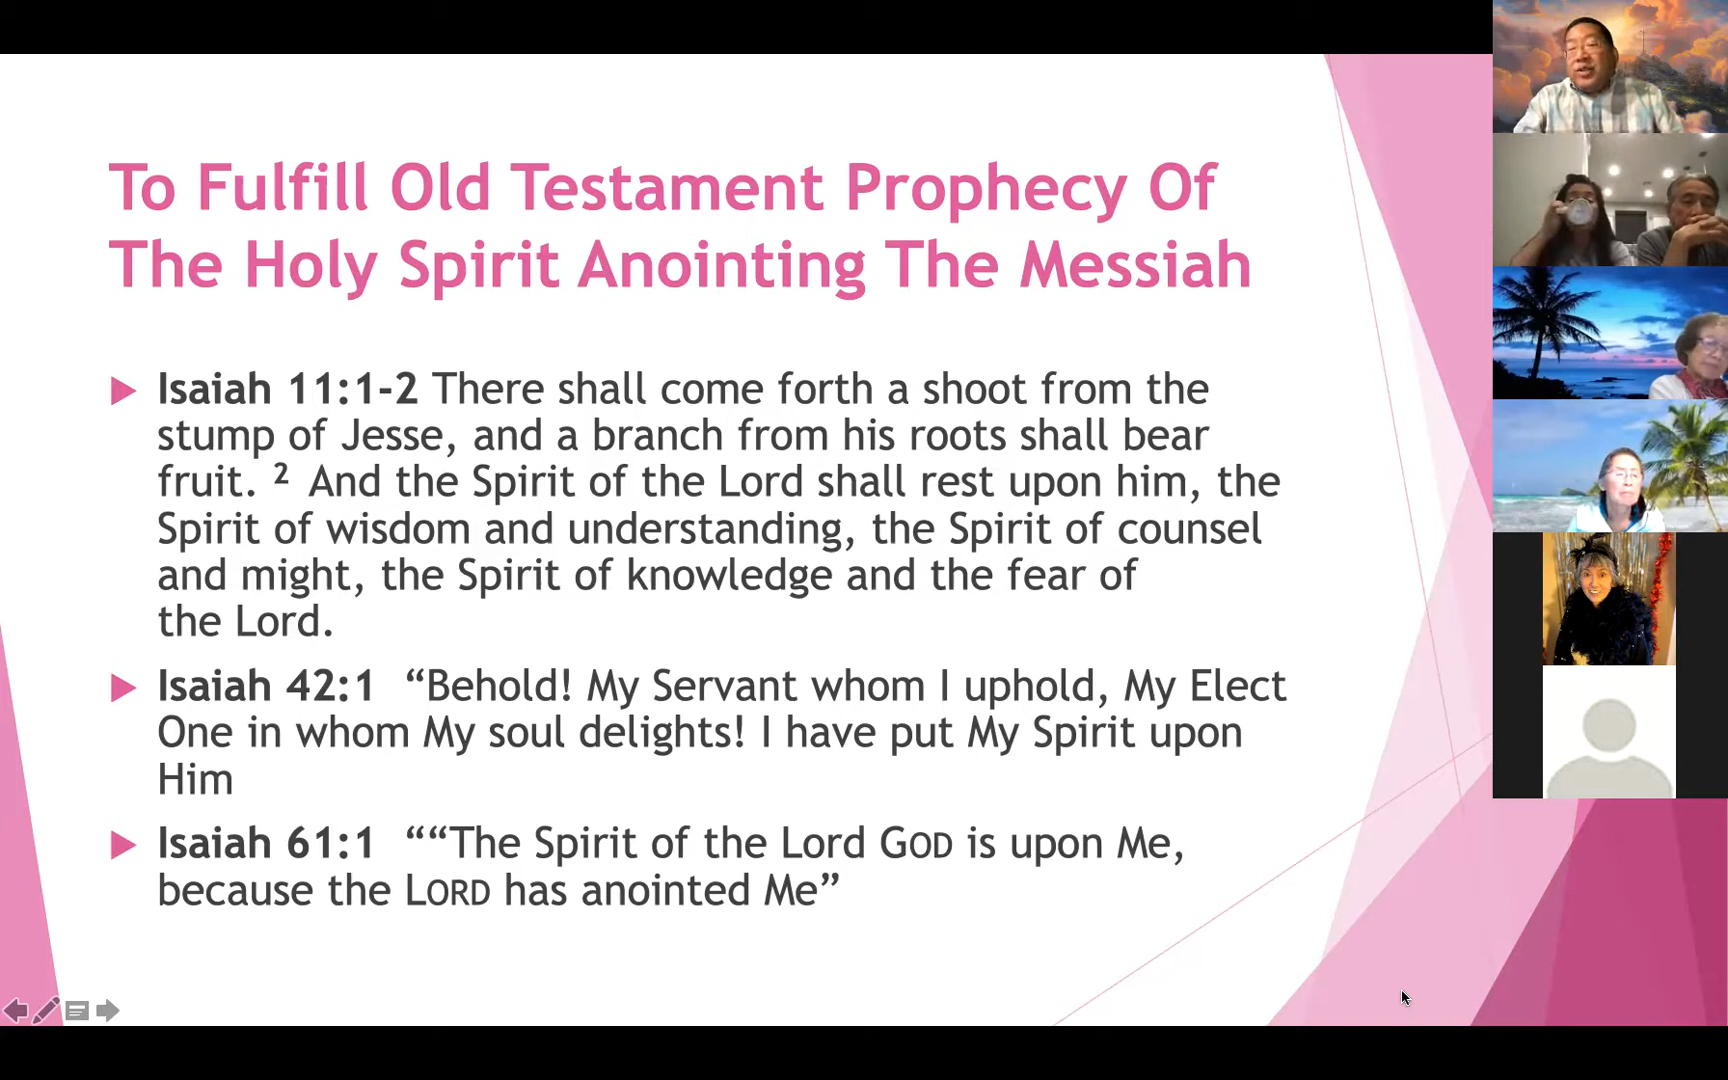 To Fulfill Old Testament Prophecy Of
The Holy Spirit Anointing The Messiah
Isaiah 11:1-2 There shall come forth a shoot from the
stump of Jesse, and a branch from his roots shall bear
fruit. ² And the Spirit of the Lord shall rest upon him, the
Spirit of wisdom and understanding, the Spirit of counsel
and might, the Spirit of knowledge and the fear of
the Lord.
Isaiah 42:1 “Behold! My Servant whom I uphold, My Elect
One in whom My soul delights! I have put My Spirit upon
Him
Isaiah 61:1 ““The Spirit of the Lord GOD is upon Me,
because the LORD has anointed Me”